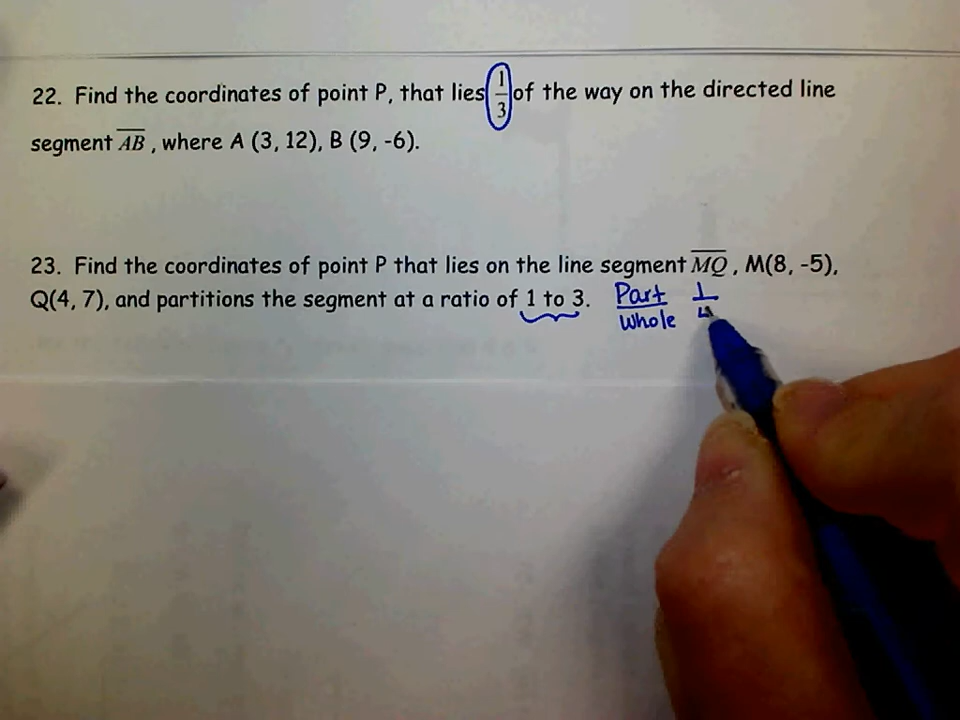 22. Find the coordinates of point P, that lies 1/3 of the way on the directed line
segment AB, where A (3, 12), B (9, -6).
23. Find the coordinates of point P that lies on the line segment MQ, M(8, -5),
Q(4, 7), and partitions the segment at a ratio of 1 to 3. Part/Whole 1/4